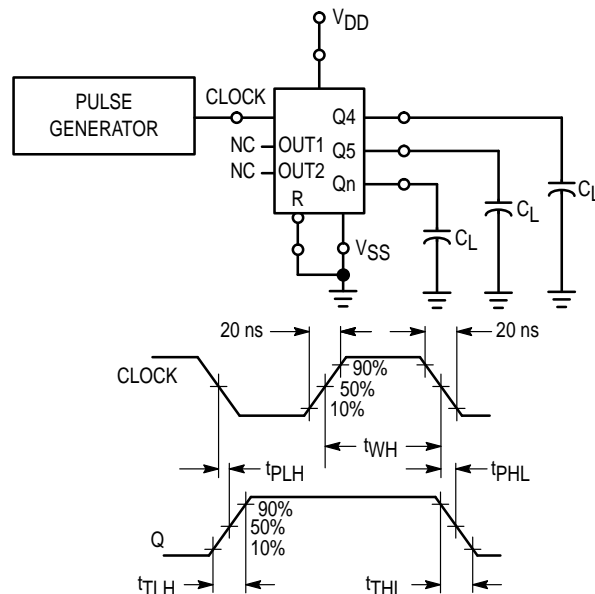 VDD
PULSE
GENERATOR
CLOCK
NC
OUT1
NC
OUT2
R
Q4
Q5
Qn
CL
CL
CL
VSS
20 ns
20 ns
CLOCK
90%
50%
10%
tWH
tPLH
tPHL
Q
90%
50%
10%
tTLH
tTHL